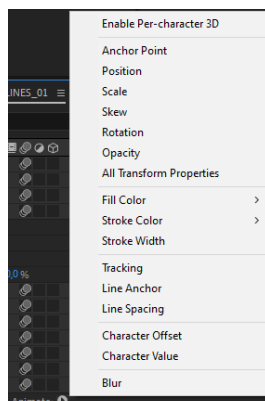 Enable Per-character 3D
Anchor Point
Position
INES_01
Scale
Skew
Rotation
Opacity
All Transform Properties
Fill Color
Stroke Color
Stroke Width
Tracking
0,0 %
Line Anchor
Line Spacing
Character Offset
Character Value
Blur
Animate